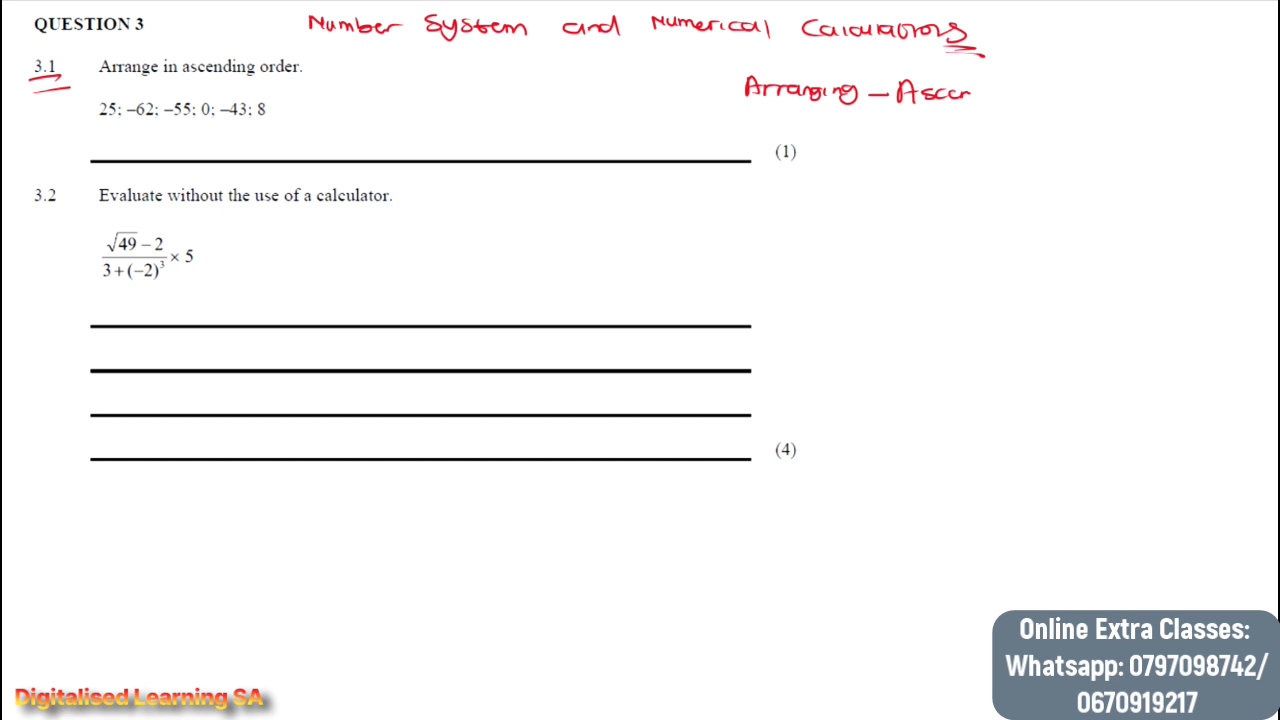 QUESTION 3 Number System and Numerical Calculations
3.1 Arrange in ascending order.
Arranging – Ascen
25; –62; –55; 0; –43; 8
(1)
3.2 Evaluate without the use of a calculator.
√49 – 2
3 + (–2)³ × 5
(4)
Online Extra Classes:
Whatsapp: 0797098742/
0670919217
Digitalised Learning SA